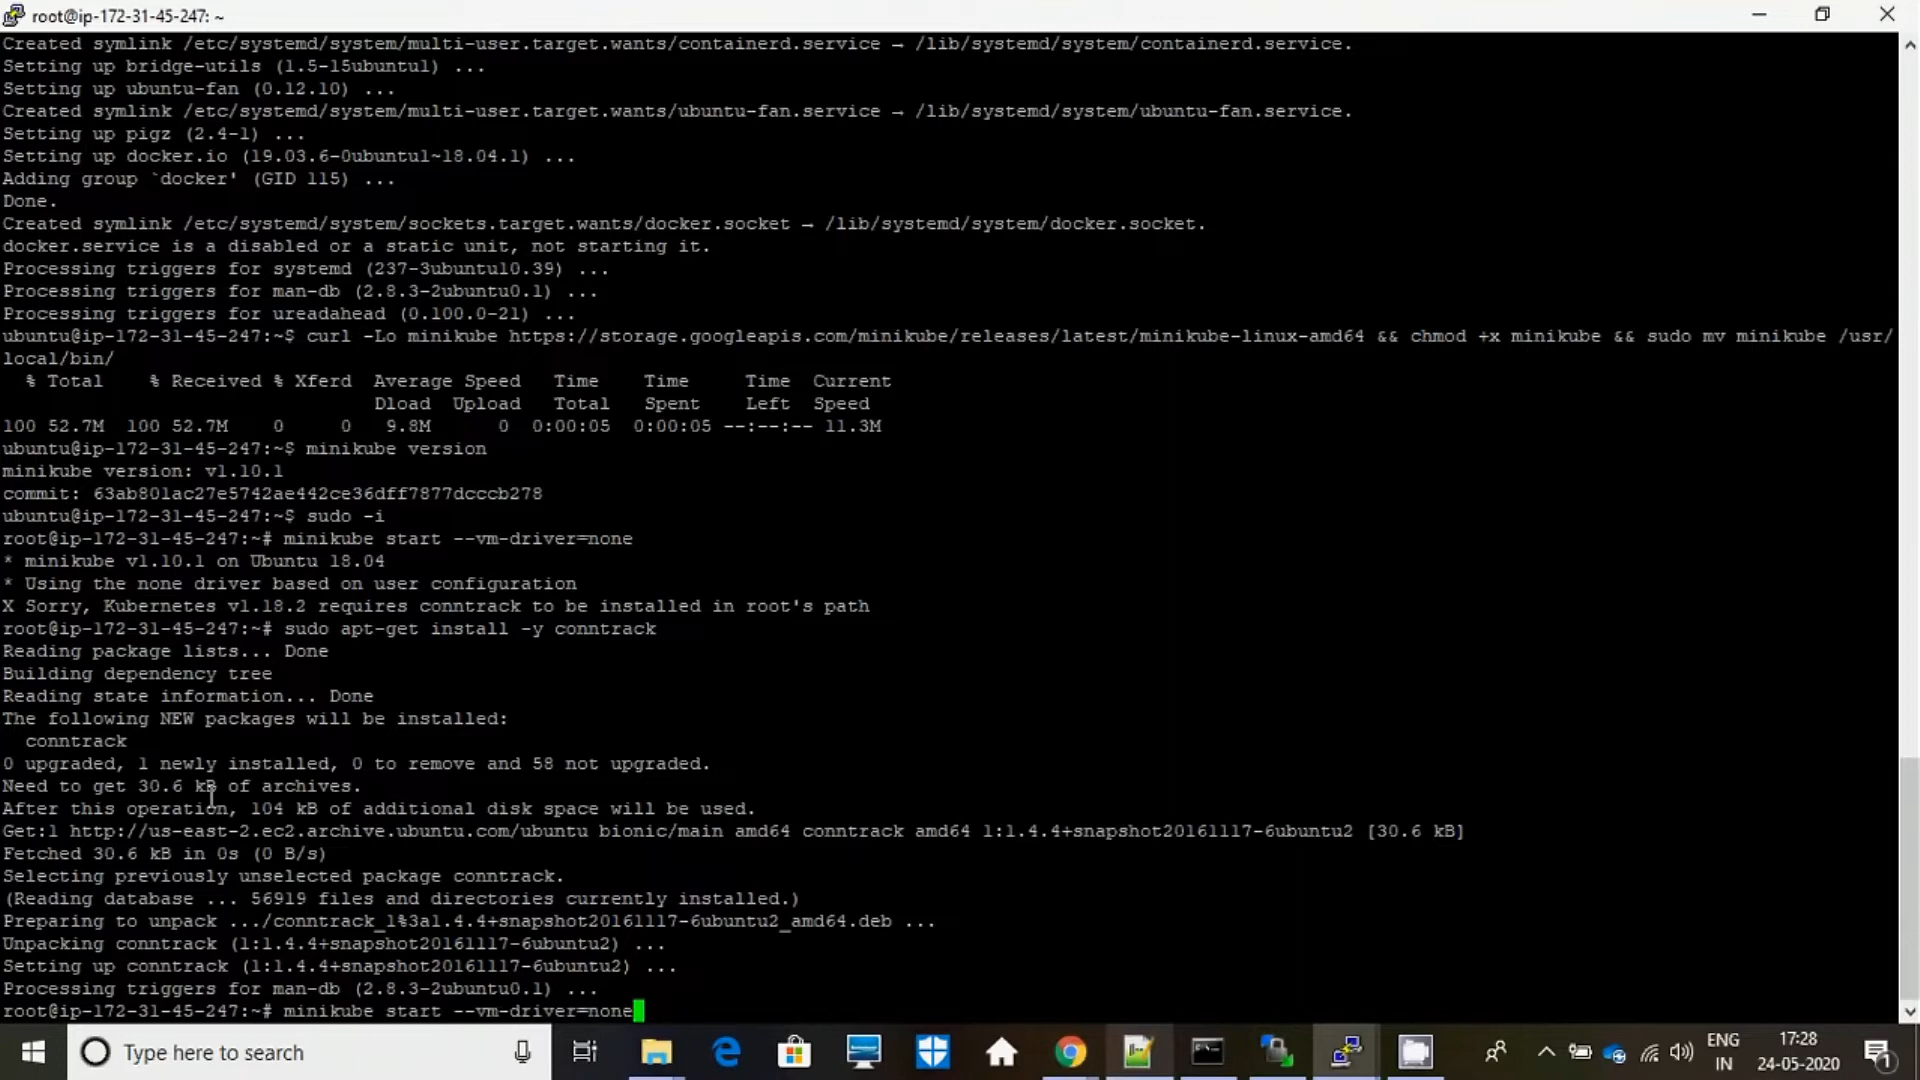 root@ip-172-31-45-247: ~
Created symlink /etc/systemd/system/multi-user.target.wants/containerd.service → /lib/systemd/system/containerd.service.
Setting up bridge-utils (1.5-15ubuntu1) ...
Setting up ubuntu-fan (0.12.10) ...
Created symlink /etc/systemd/system/multi-user.target.wants/ubuntu-fan.service → /lib/systemd/system/ubuntu-fan.service.
Setting up pigz (2.4-1) ...
Setting up docker.io (19.03.6-0ubuntu1~18.04.1) ...
Adding group `docker' (GID 115) ...
Done.
Created symlink /etc/systemd/system/sockets.target.wants/docker.socket → /lib/systemd/system/docker.socket.
docker.service is a disabled or a static unit, not starting it.
Processing triggers for systemd (237-3ubuntu10.39) ...
Processing triggers for man-db (2.8.3-2ubuntu0.1) ...
Processing triggers for ureadahead (0.100.0-21) ...
ubuntu@ip-172-31-45-247:~$ curl -Lo minikube https://storage.googleapis.com/minikube/releases/latest/minikube-linux-amd64 && chmod +x minikube && sudo mv minikube /usr/
local/bin/
% Total % Received % Xferd Average Speed Time Time Time Current
Dload Upload Total Spent Left Speed
100 52.7M 100 52.7M 0 0 9.8M 0 0:00:05 0:00:05 --:--:-- 11.3M
ubuntu@ip-172-31-45-247:~$ minikube version
minikube version: v1.10.1
commit: 63ab801ac27e5742ae442ce36dff7877dcccb278
ubuntu@ip-172-31-45-247:~$ sudo -i
root@ip-172-31-45-247:~# minikube start --vm-driver=none
* minikube v1.10.1 on Ubuntu 18.04
* Using the none driver based on user configuration
X Sorry, Kubernetes v1.18.2 requires conntrack to be installed in root's path
root@ip-172-31-45-247:~# sudo apt-get install -y conntrack
Reading package lists... Done
Building dependency tree
Reading state information... Done
The following NEW packages will be installed:
conntrack
0 upgraded, 1 newly installed, 0 to remove and 58 not upgraded.
Need to get 30.6 kB of archives.
After this operation, 104 kB of additional disk space will be used.
Get:1 http://us-east-2.ec2.archive.ubuntu.com/ubuntu bionic/main amd64 conntrack amd64 1:1.4.4+snapshot20161117-6ubuntu2 [30.6 kB]
Fetched 30.6 kB in 0s (0 B/s)
Selecting previously unselected package conntrack.
(Reading database ... 56919 files and directories currently installed.)
Preparing to unpack .../conntrack_1%3a1.4.4+snapshot20161117-6ubuntu2_amd64.deb ...
Unpacking conntrack (1:1.4.4+snapshot20161117-6ubuntu2) ...
Setting up conntrack (1:1.4.4+snapshot20161117-6ubuntu2) ...
Processing triggers for man-db (2.8.3-2ubuntu0.1) ...
root@ip-172-31-45-247:~# minikube start --vm-driver=none
Type here to search
ENG
IN
17:28
24-05-2020
1